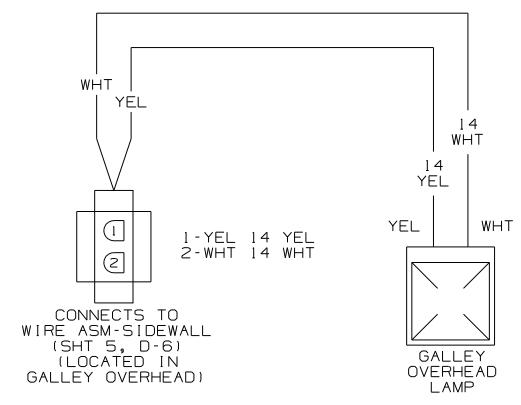 WHT
YEL
14
WHT
14
YEL
YEL
WHT
1
2
1-YEL 14 YEL
2-WHT 14 WHT
CONNECTS TO
WIRE ASM-SIDEWALL
(SHT 5, D-6)
(LOCATED IN
GALLEY OVERHEAD)
GALLEY
OVERHEAD
LAMP